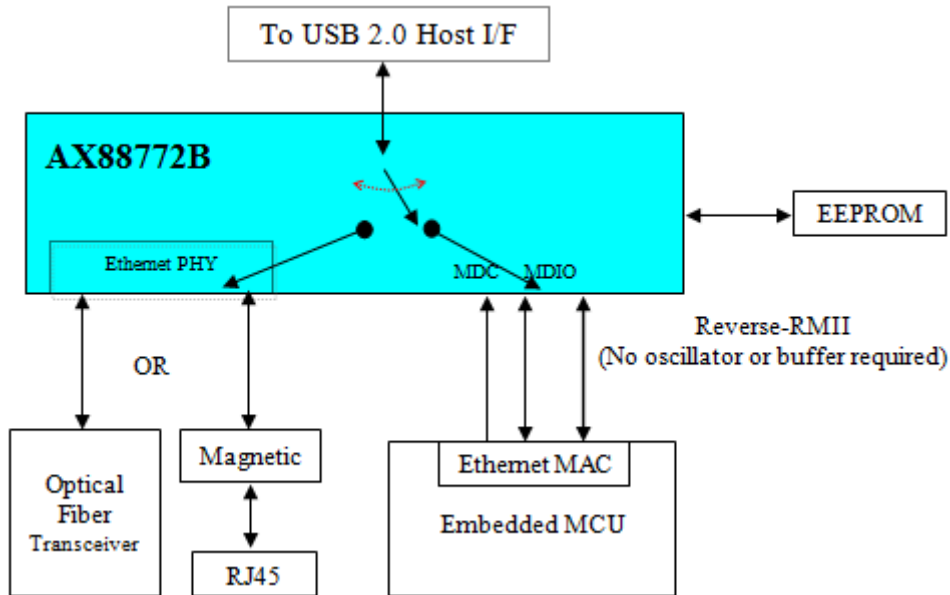 To USB 2.0 Host I/F
AX88772B
EEPROM
Ethernet PHY
MDC
MDIO
Reverse-RMII
(No oscillator or buffer required)
OR
Optical
Fiber
Transceiver
Magnetic
RJ45
Ethernet MAC
Embedded MCU